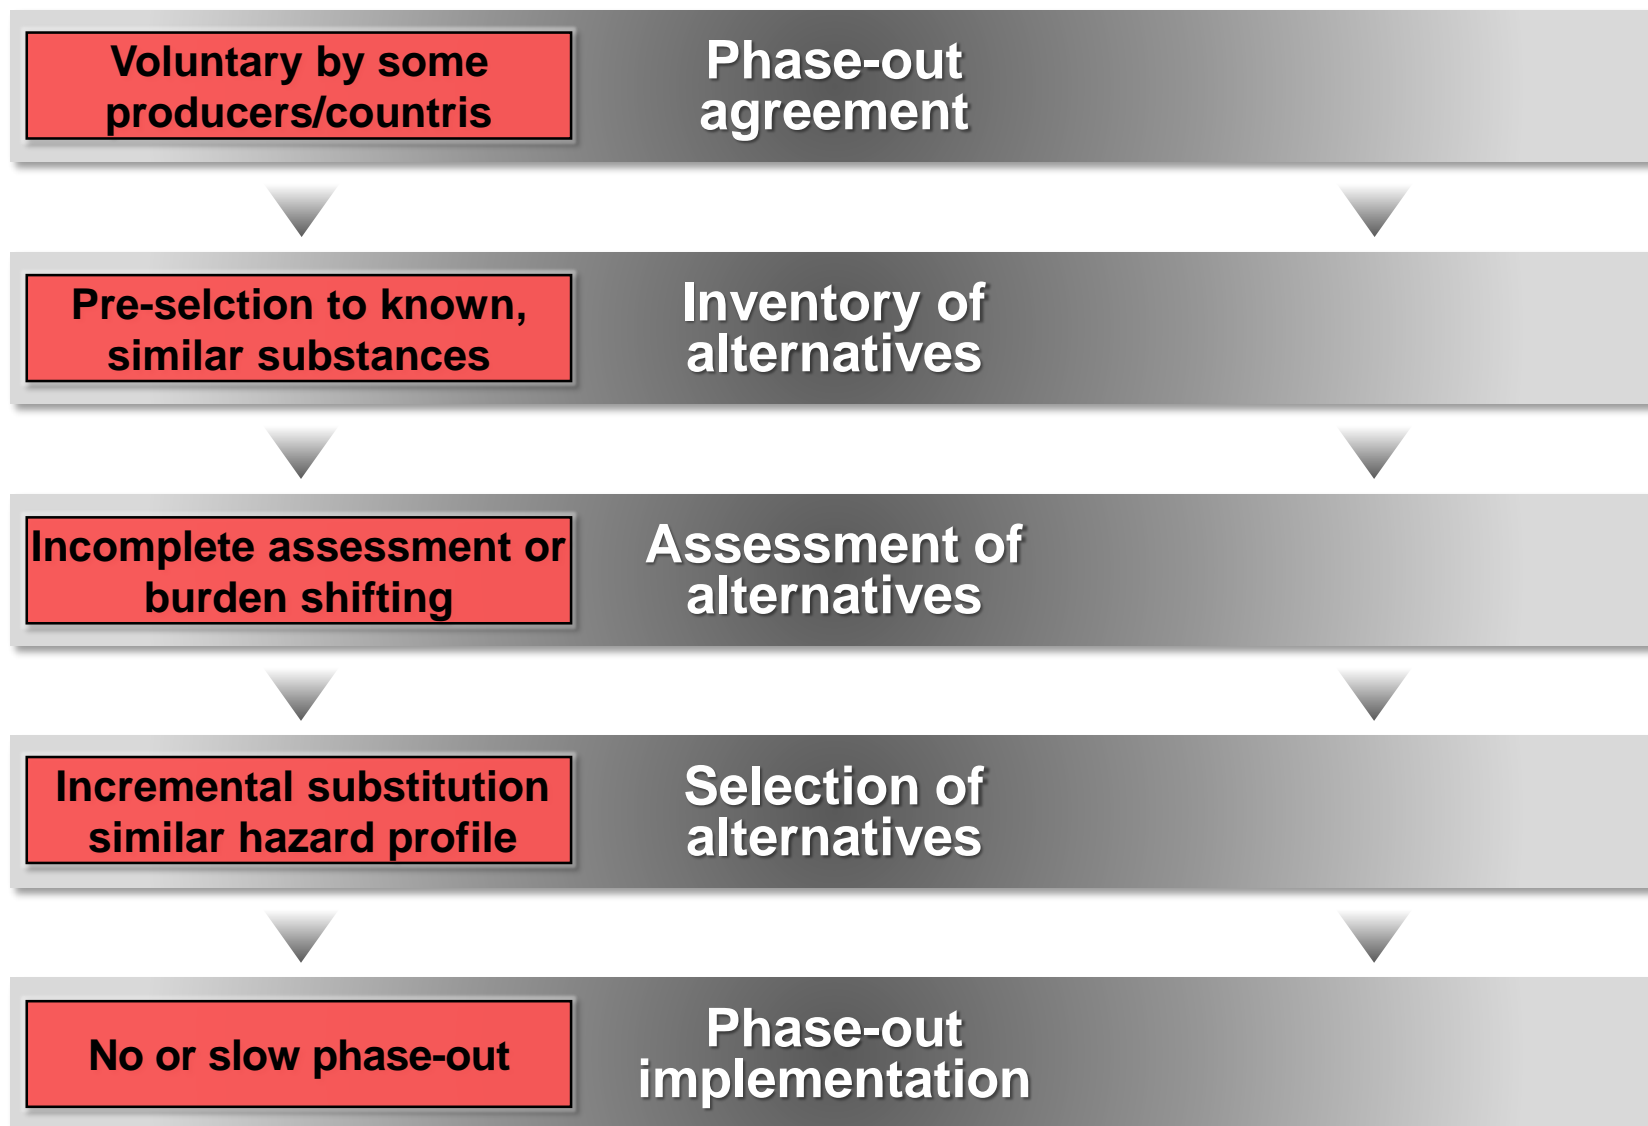 Voluntary by some
producers/countris
Phase-out
agreement
Pre-selction to known,
similar substances
Inventory of
alternatives
Incomplete assessment or
burden shifting
Assessment of
alternatives
Incremental substitution
similar hazard profile
Selection of
alternatives
No or slow phase-out
Phase-out
implementation